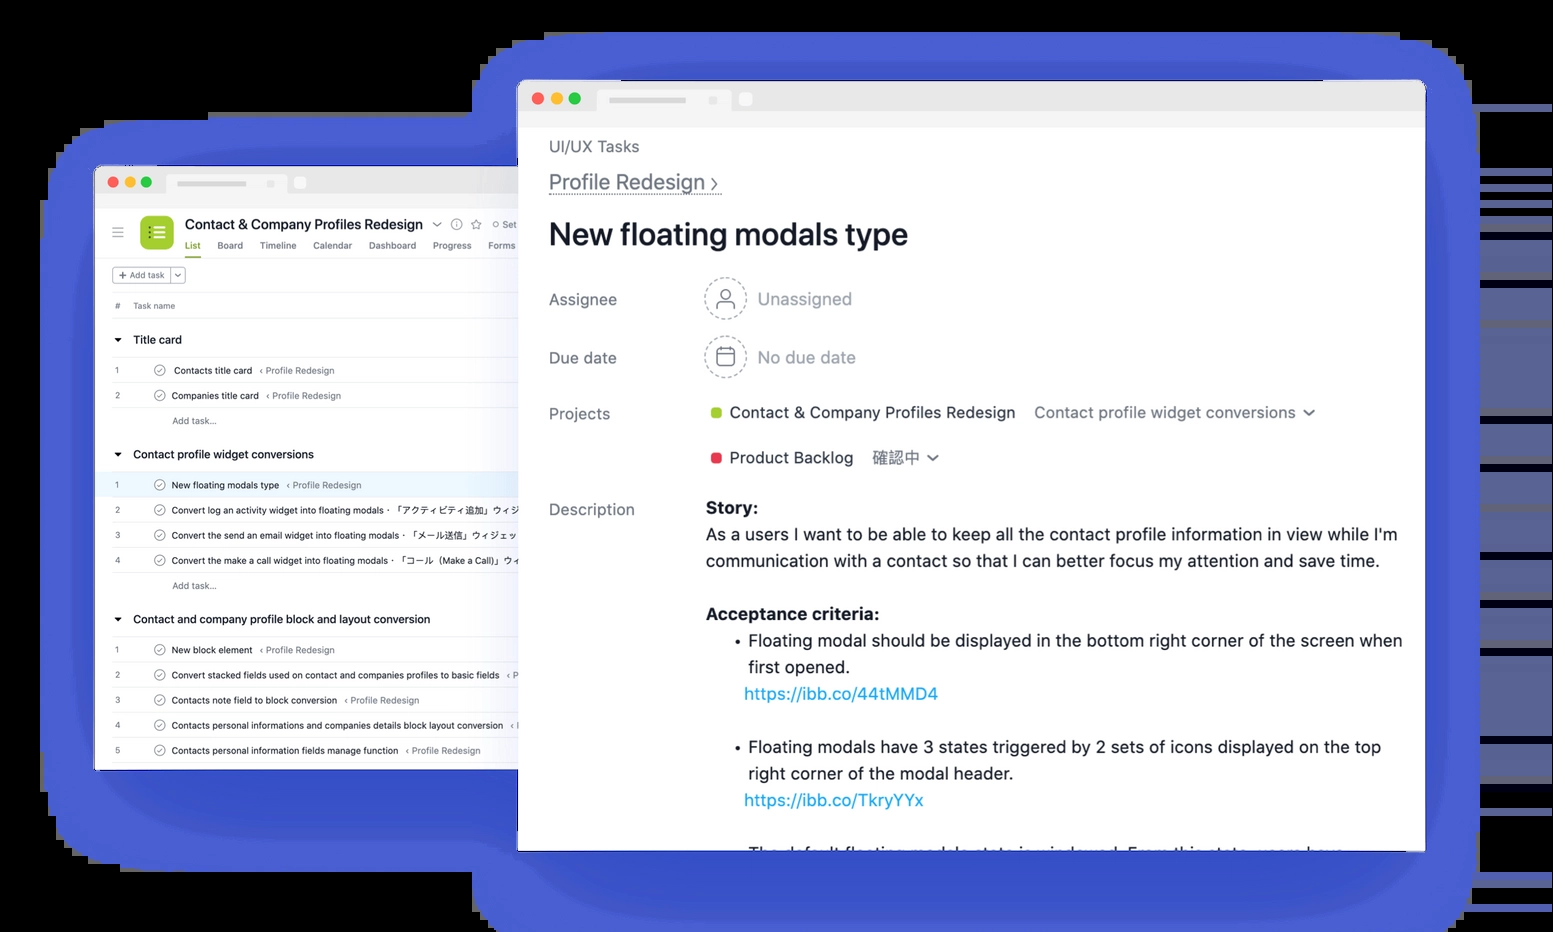 Contact & Company Profiles Redesign
Set
List Board Timeline Calendar Dashboard Progress Forms
+ Add task
# Task name
Title card
1 Contacts title card ‹ Profile Redesign
2 Companies title card ‹ Profile Redesign
Add task...
Contact profile widget conversions
1 New floating modals type ‹ Profile Redesign
2 Convert log an activity widget into floating modals・「アクティビティ追加」ウィジ
3 Convert the send an email widget into floating modals・「メール送信」ウィジェッ
4 Convert the make a call widget into floating modals・「コール（Make a Call)」ウィ
Add task...
Contact and company profile block and layout conversion
1 New block element ‹ Profile Redesign
2 Convert stacked fields used on contact and companies profiles to basic fields ‹ P
3 Contacts note field to block conversion ‹ Profile Redesign
4 Contacts personal informations and companies details block layout conversion ‹
5 Contacts personal information fields manage function ‹ Profile Redesign
UI/UX Tasks
Profile Redesign ›
New floating modals type
Assignee Unassigned
Due date No due date
Projects Contact & Company Profiles Redesign Contact profile widget conversions
Product Backlog 確認中
Description
Story:
As a users I want to be able to keep all the contact profile information in view while I'm
communication with a contact so that I can better focus my attention and save time.
Acceptance criteria:
• Floating modal should be displayed in the bottom right corner of the screen when
first opened.
https://ibb.co/44tMMD4
• Floating modals have 3 states triggered by 2 sets of icons displayed on the top
right corner of the modal header.
https://ibb.co/TkryYYx